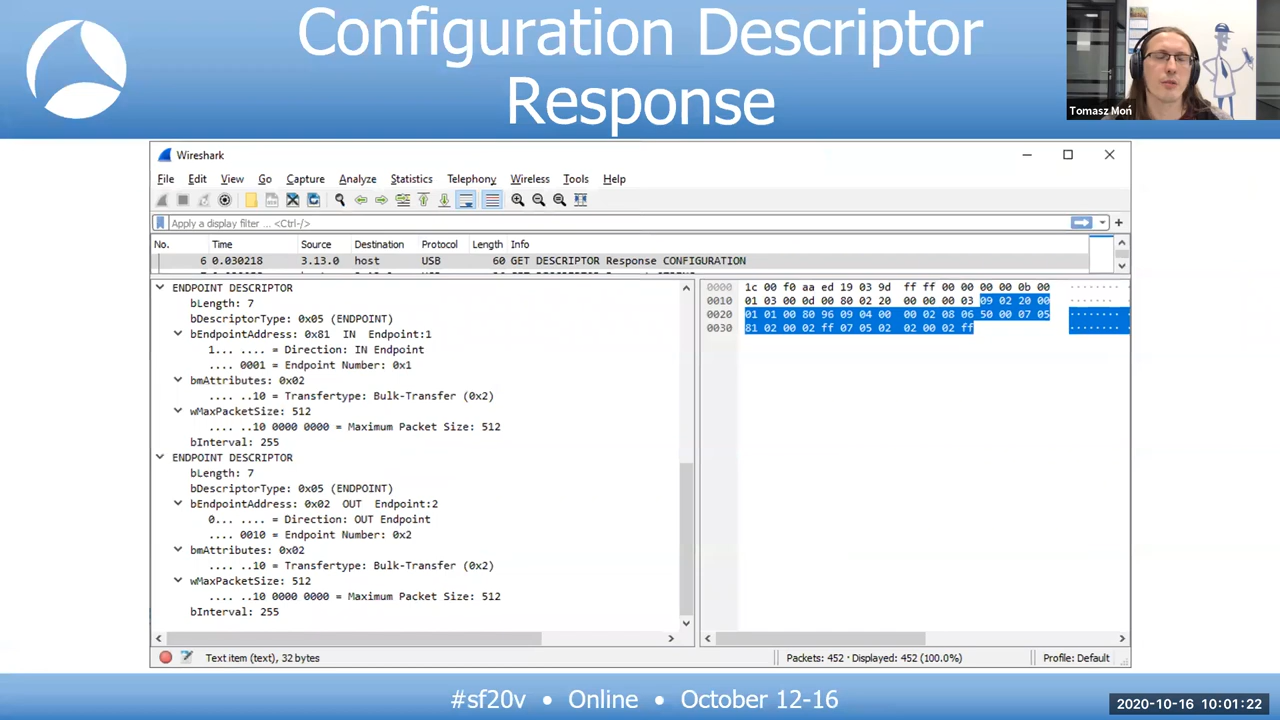 Configuration Descriptor
Response
Tomasz Moń
Wireshark
File Edit View Go Capture Analyze Statistics Telephony Wireless Tools Help
Apply a display filter ... <Ctrl-/>
No. Time Source Destination Protocol Length Info
6 0.030218 3.13.0 host USB 60 GET DESCRIPTOR Response CONFIGURATION
ENDPOINT DESCRIPTOR
bLength: 7
bDescriptorType: 0x05 (ENDPOINT)
bEndpointAddress: 0x81 IN Endpoint:1
1... .... = Direction: IN Endpoint
.... 0001 = Endpoint Number: 0x1
bmAttributes: 0x02
.... ..10 = Transfertype: Bulk-Transfer (0x2)
wMaxPacketSize: 512
.... ..10 0000 0000 = Maximum Packet Size: 512
bInterval: 255
ENDPOINT DESCRIPTOR
bLength: 7
bDescriptorType: 0x05 (ENDPOINT)
bEndpointAddress: 0x02 OUT Endpoint:2
0... .... = Direction: OUT Endpoint
.... 0010 = Endpoint Number: 0x2
bmAttributes: 0x02
.... ..10 = Transfertype: Bulk-Transfer (0x2)
wMaxPacketSize: 512
.... ..10 0000 0000 = Maximum Packet Size: 512
bInterval: 255
0000 1c 00 f0 aa ed 19 03 9d ff ff 00 00 00 00 0b 00
0010 01 03 00 0d 00 80 02 20 00 00 00 03 09 02 20 00
0020 01 01 00 80 96 09 04 00 00 02 08 06 50 00 07 05
0030 81 02 00 02 ff 07 05 02 02 00 02 ff
Text item (text), 32 bytes
Packets: 452 · Displayed: 452 (100.0%)
Profile: Default
#sf20v • Online • October 12-16
2020-10-16 10:01:22